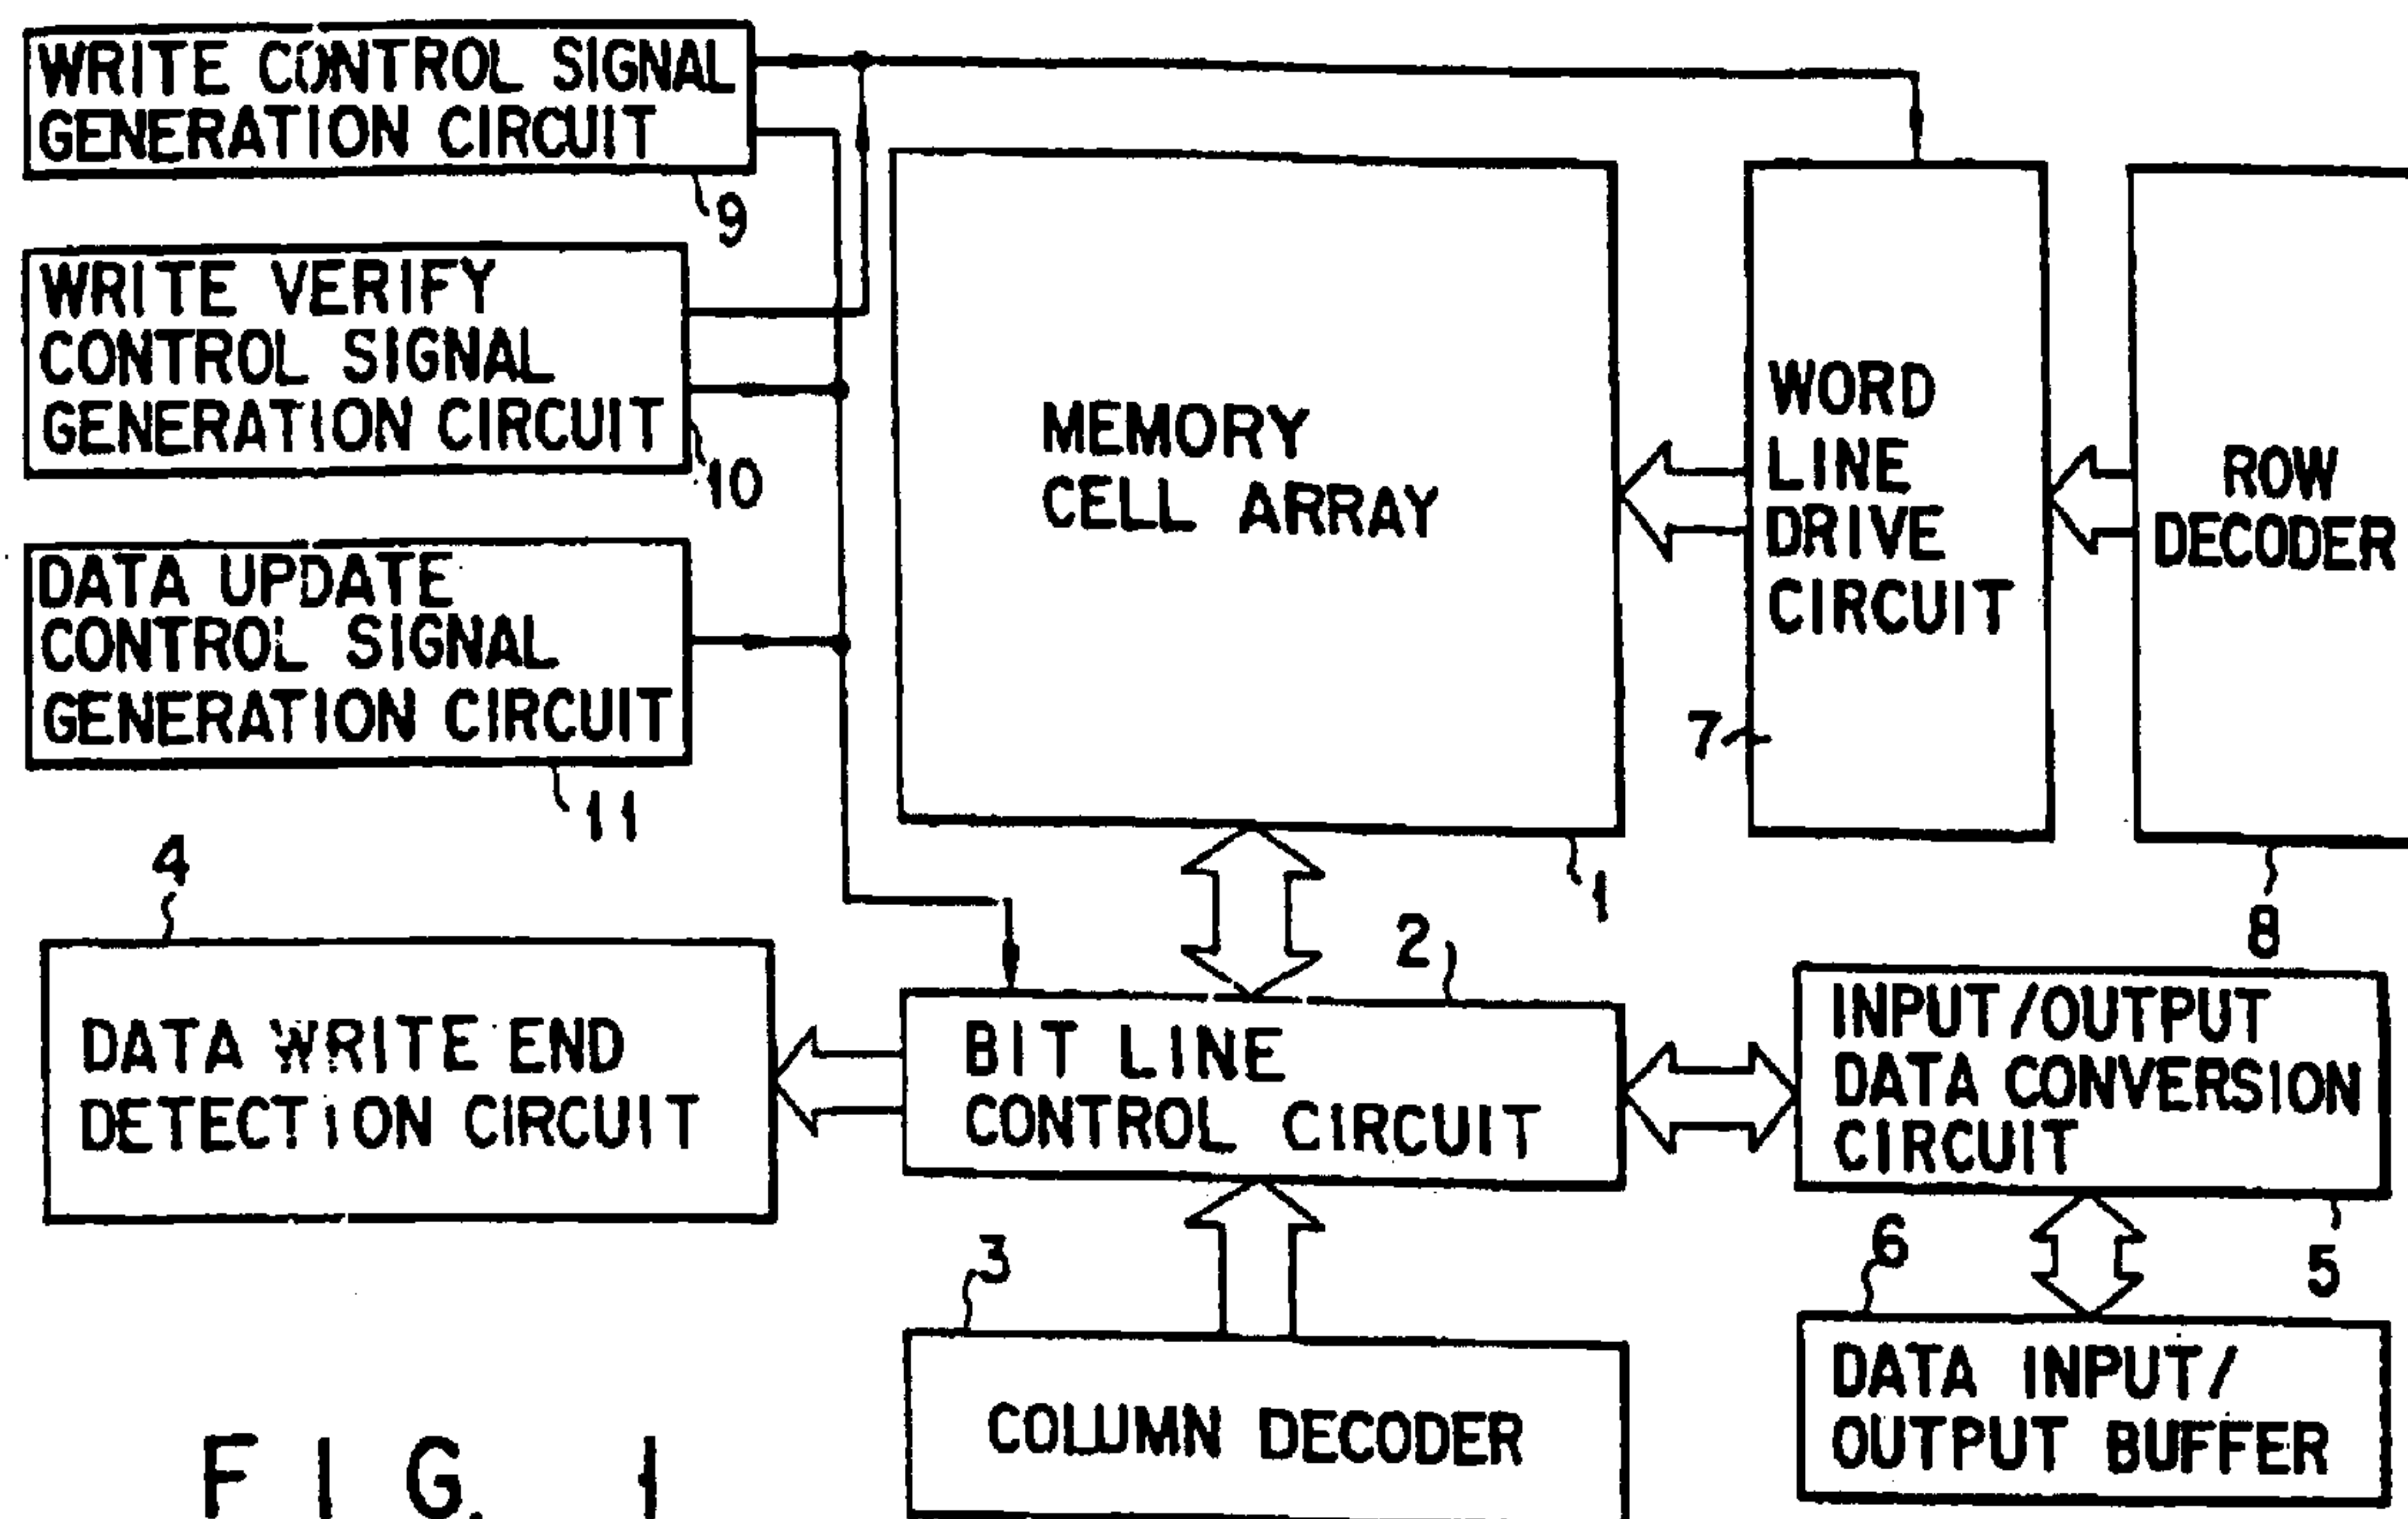 WRITE CONTROL SIGNAL
GENERATION CIRCUIT
9
WRITE VERIFY
CONTROL SIGNAL
GENERATION CIRCUIT
10
DATA UPDATE
CONTROL SIGNAL
GENERATION CIRCUIT
11
MEMORY
CELL ARRAY
1
WORD
LINE
DRIVE
CIRCUIT
7
ROW
DECODER
8
4
DATA WRITE END
DETECTION CIRCUIT
2
BIT LINE
CONTROL CIRCUIT
INPUT/OUTPUT
DATA CONVERSION
CIRCUIT
5
3
COLUMN DECODER
6
DATA INPUT/
OUTPUT BUFFER
FIG. 1